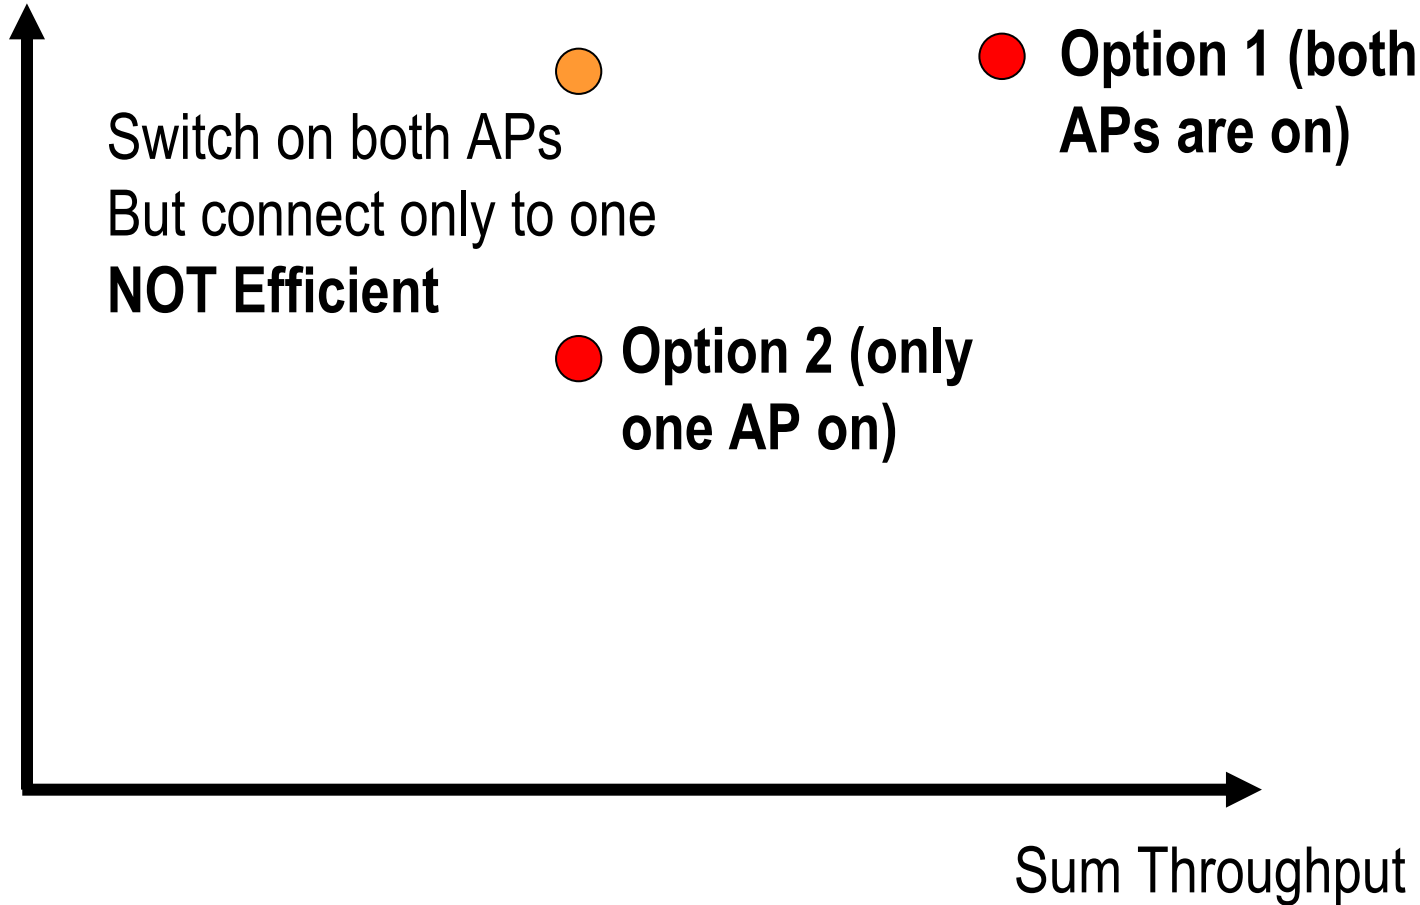 Option 1 (both
APs are on)
Switch on both APs
But connect only to one
NOT Efficient
Option 2 (only
one AP on)
Sum Throughput